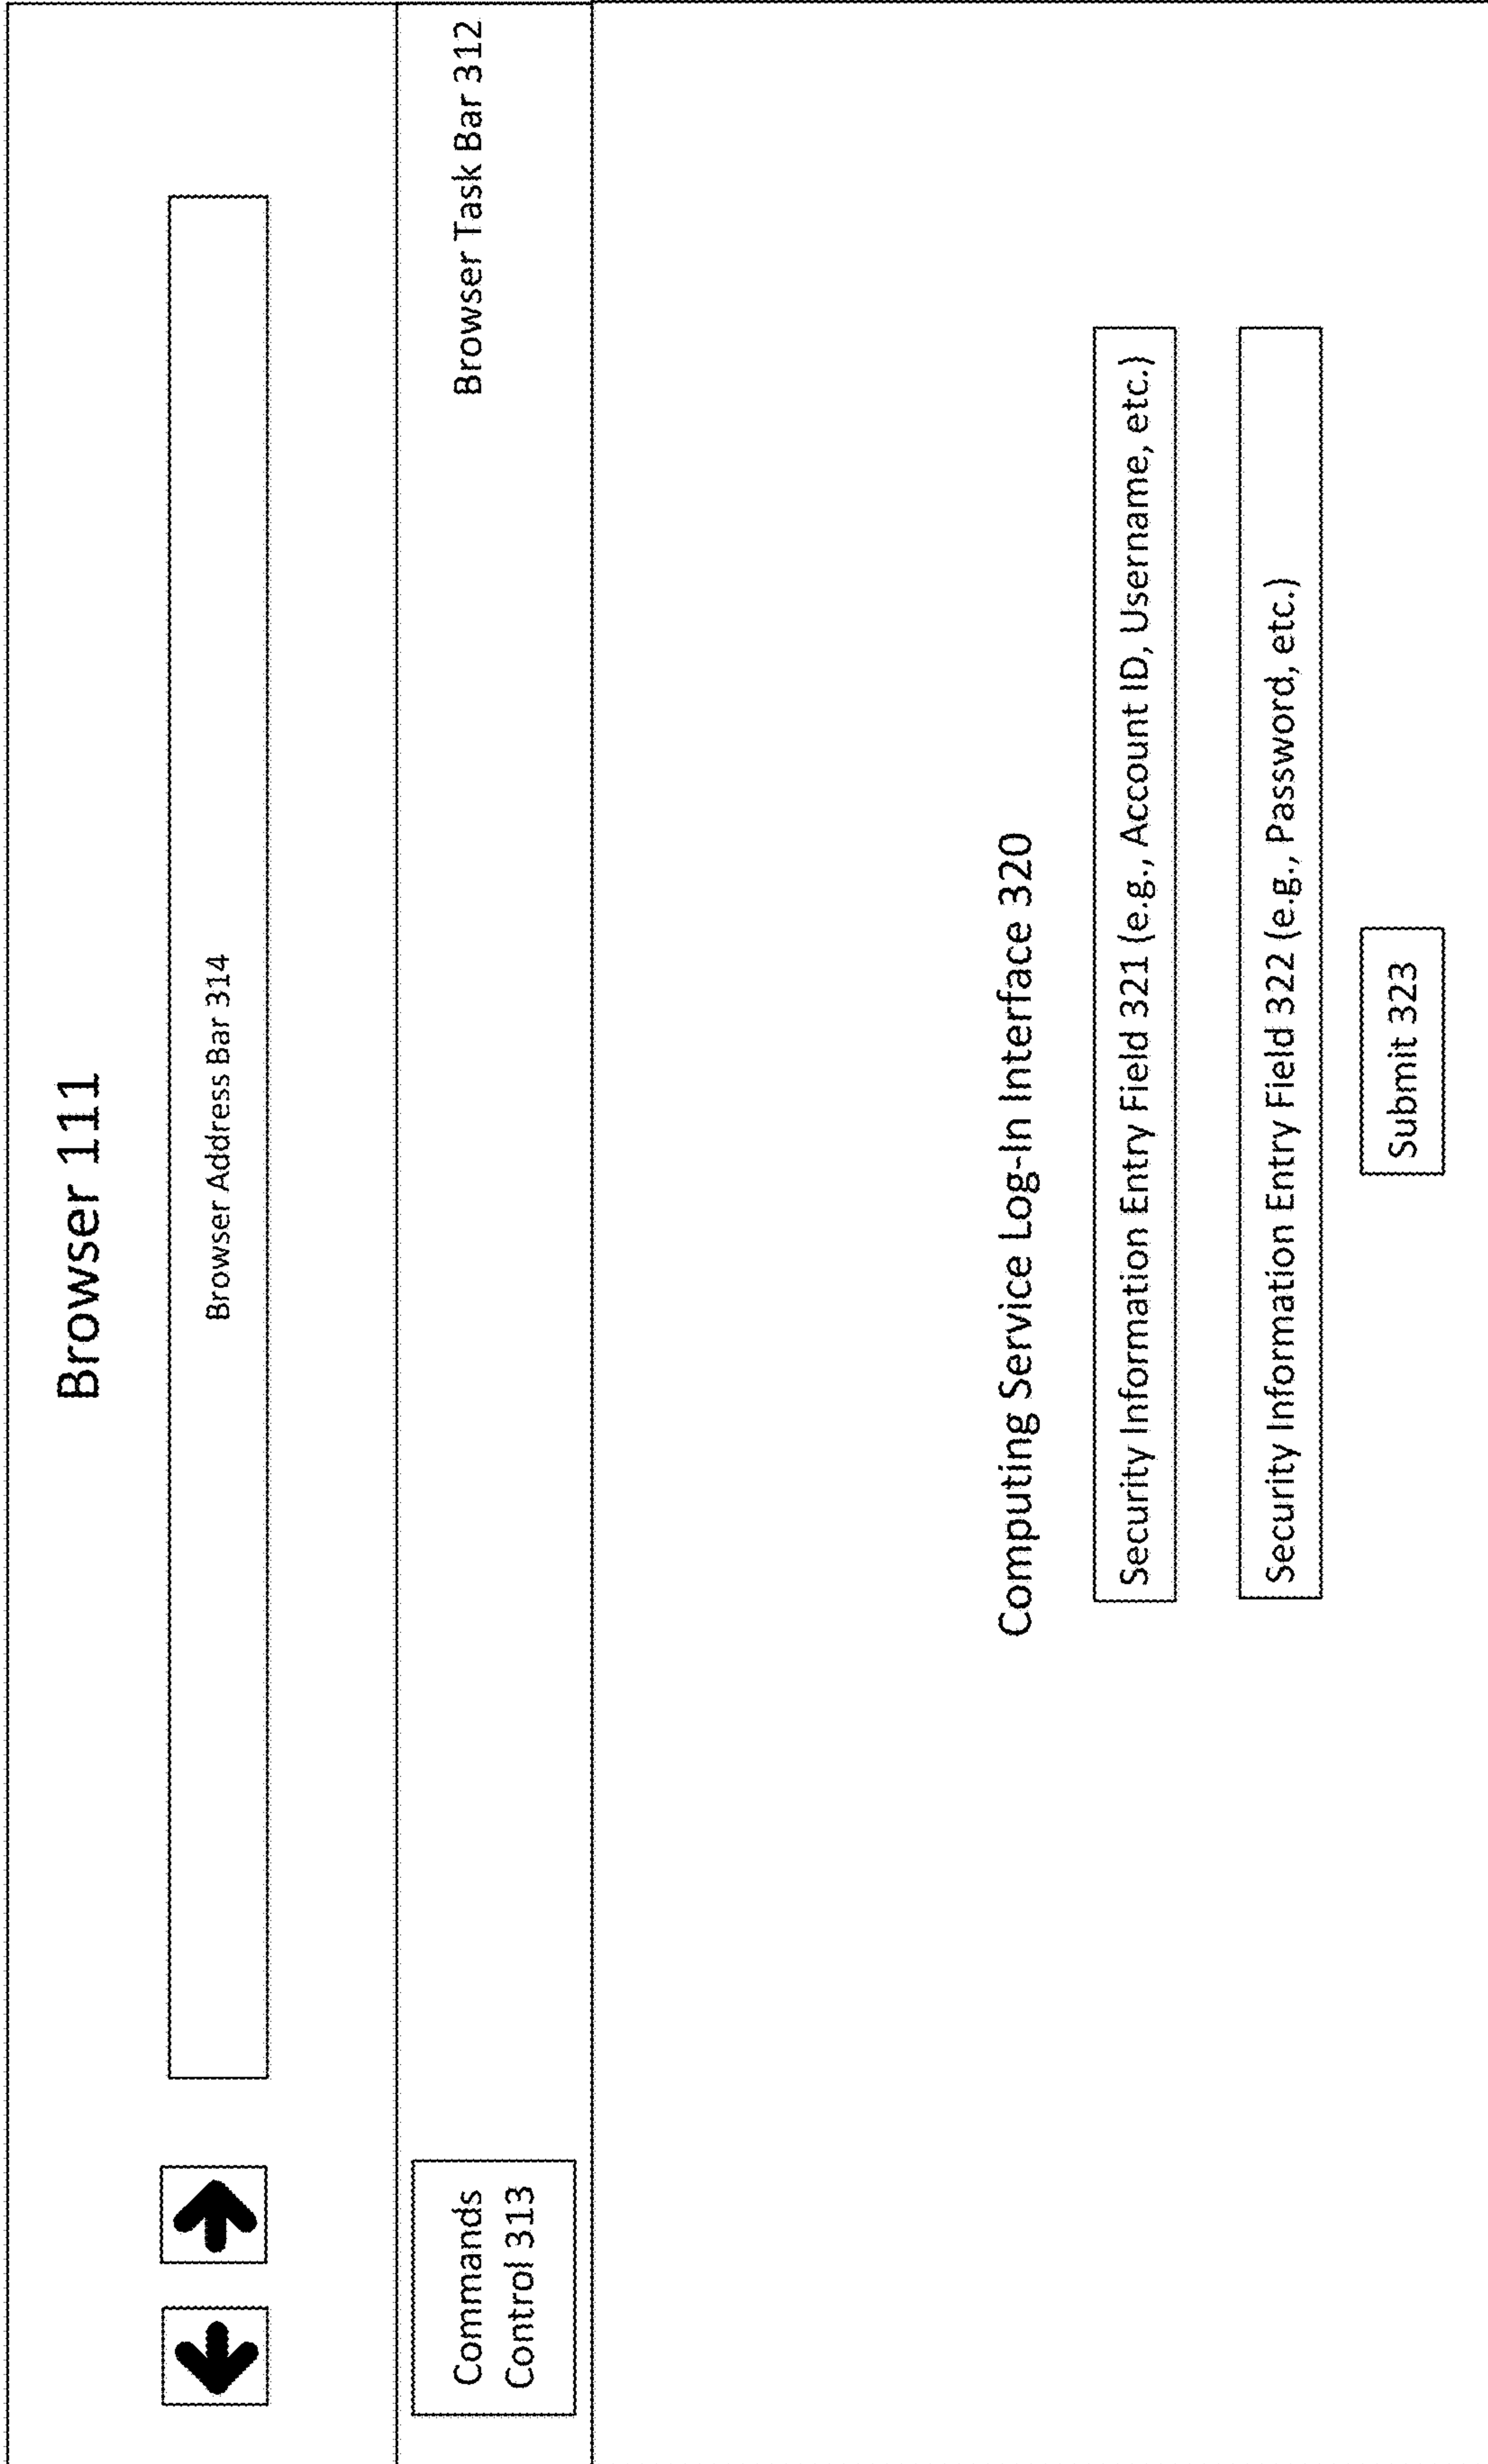 Browser 111
Browser Address Bar 314
Commands
Control 313
Browser Task Bar 312
Computing Service Log-In Interface 320
Security Information Entry Field 321 (e.g., Account ID, Username, etc.)
Security Information Entry Field 322 (e.g., Password, etc.)
Submit 323